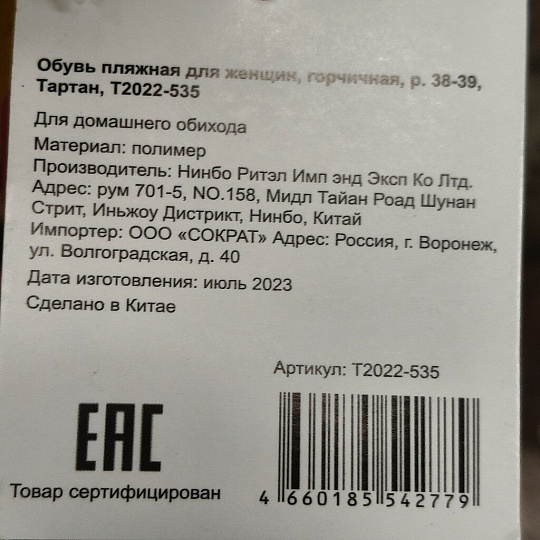 Обувь пляжная для женщин, горчичная, р. 38-39,
Тартан, Т2022-535
Для домашнего обихода
Материал: полимер
Производитель: Нинбо Ритэл Имп энд Эксп Ко Лтд.
Адрес: рум 701-5, NO.158, Мидл Тайан Роад Шунан
Стрит, Иньжоу Дистрикт, Нинбо, Китай
Импортер: ООО «СОКРАТ» Адрес: Россия, г. Воронеж,
ул. Волгоградская, д. 40
Дата изготовления: июль 2023
Сделано в Китае
Артикул: Т2022-535
ЕАС
Товар сертифицирован
4 660185 542779